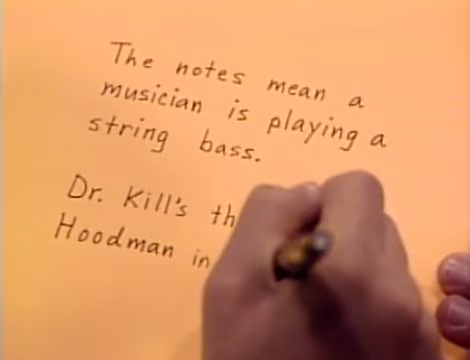 The notes mean a
musician is playing a
string bass.
Dr. Kill's th
Hoodman in